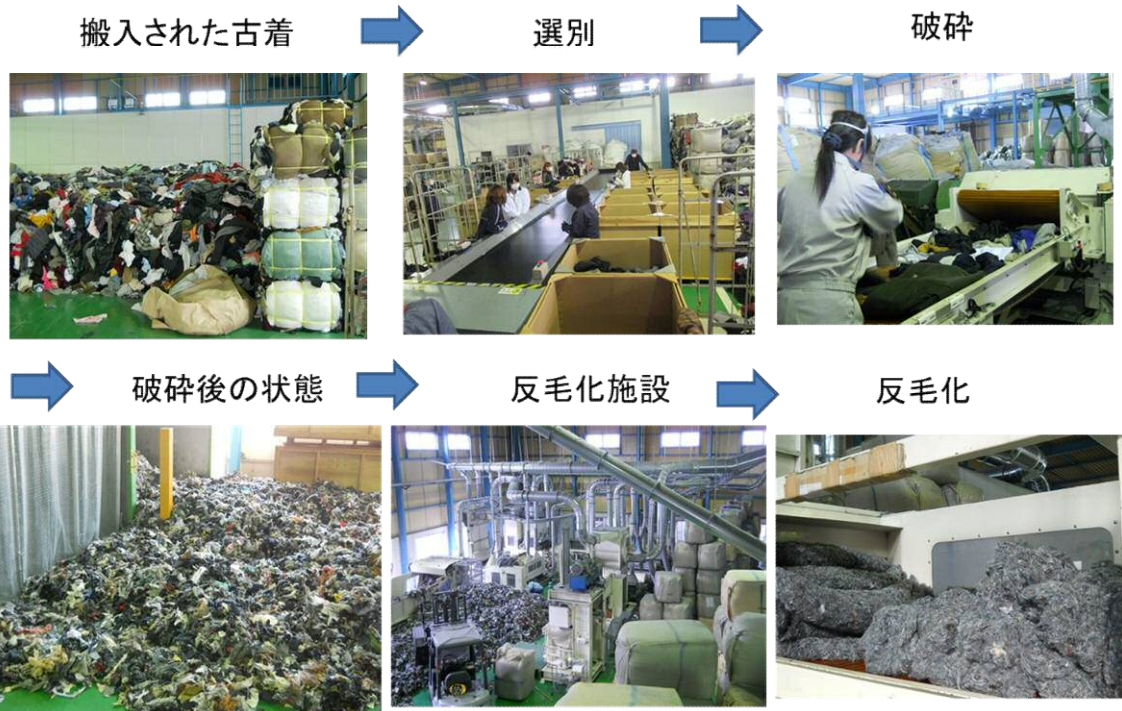 搬入された古着
選別
破砕
破砕後の状態
反毛化施設
反毛化